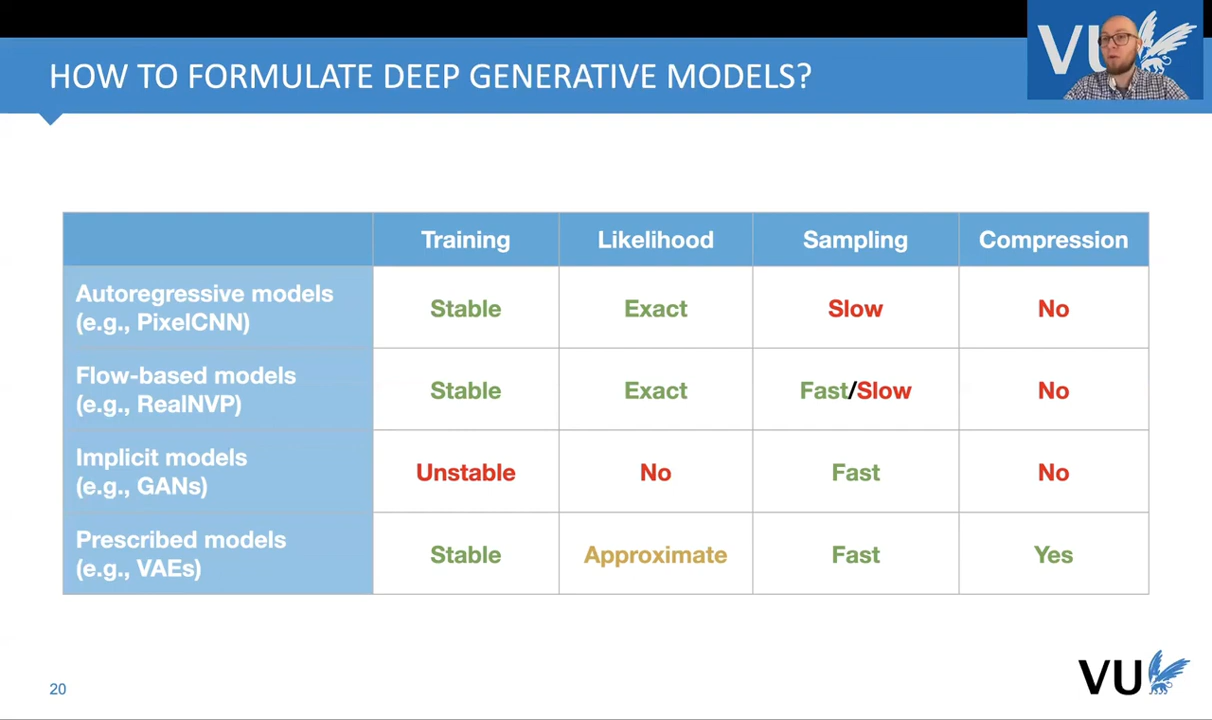 HOW TO FORMULATE DEEP GENERATIVE MODELS?
VU
Training Likelihood Sampling Compression
Autoregressive models
(e.g., PixelCNN)
Stable Exact Slow No
Flow-based models
(e.g., RealNVP)
Stable Exact Fast/Slow No
Implicit models
(e.g., GANs)
Unstable No Fast No
Prescribed models
(e.g., VAEs)
Stable Approximate Fast Yes
20
VU